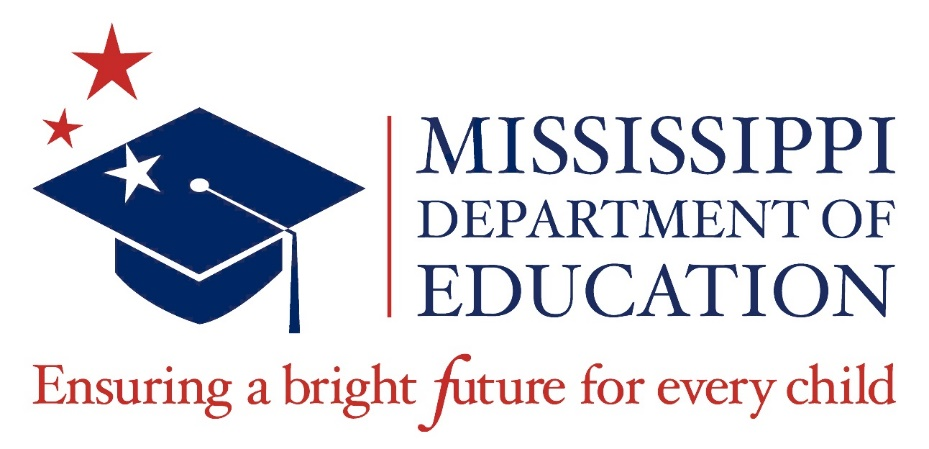 MISSISSIPPI
DEPARTMENT OF
EDUCATION
Ensuring a bright future for every child